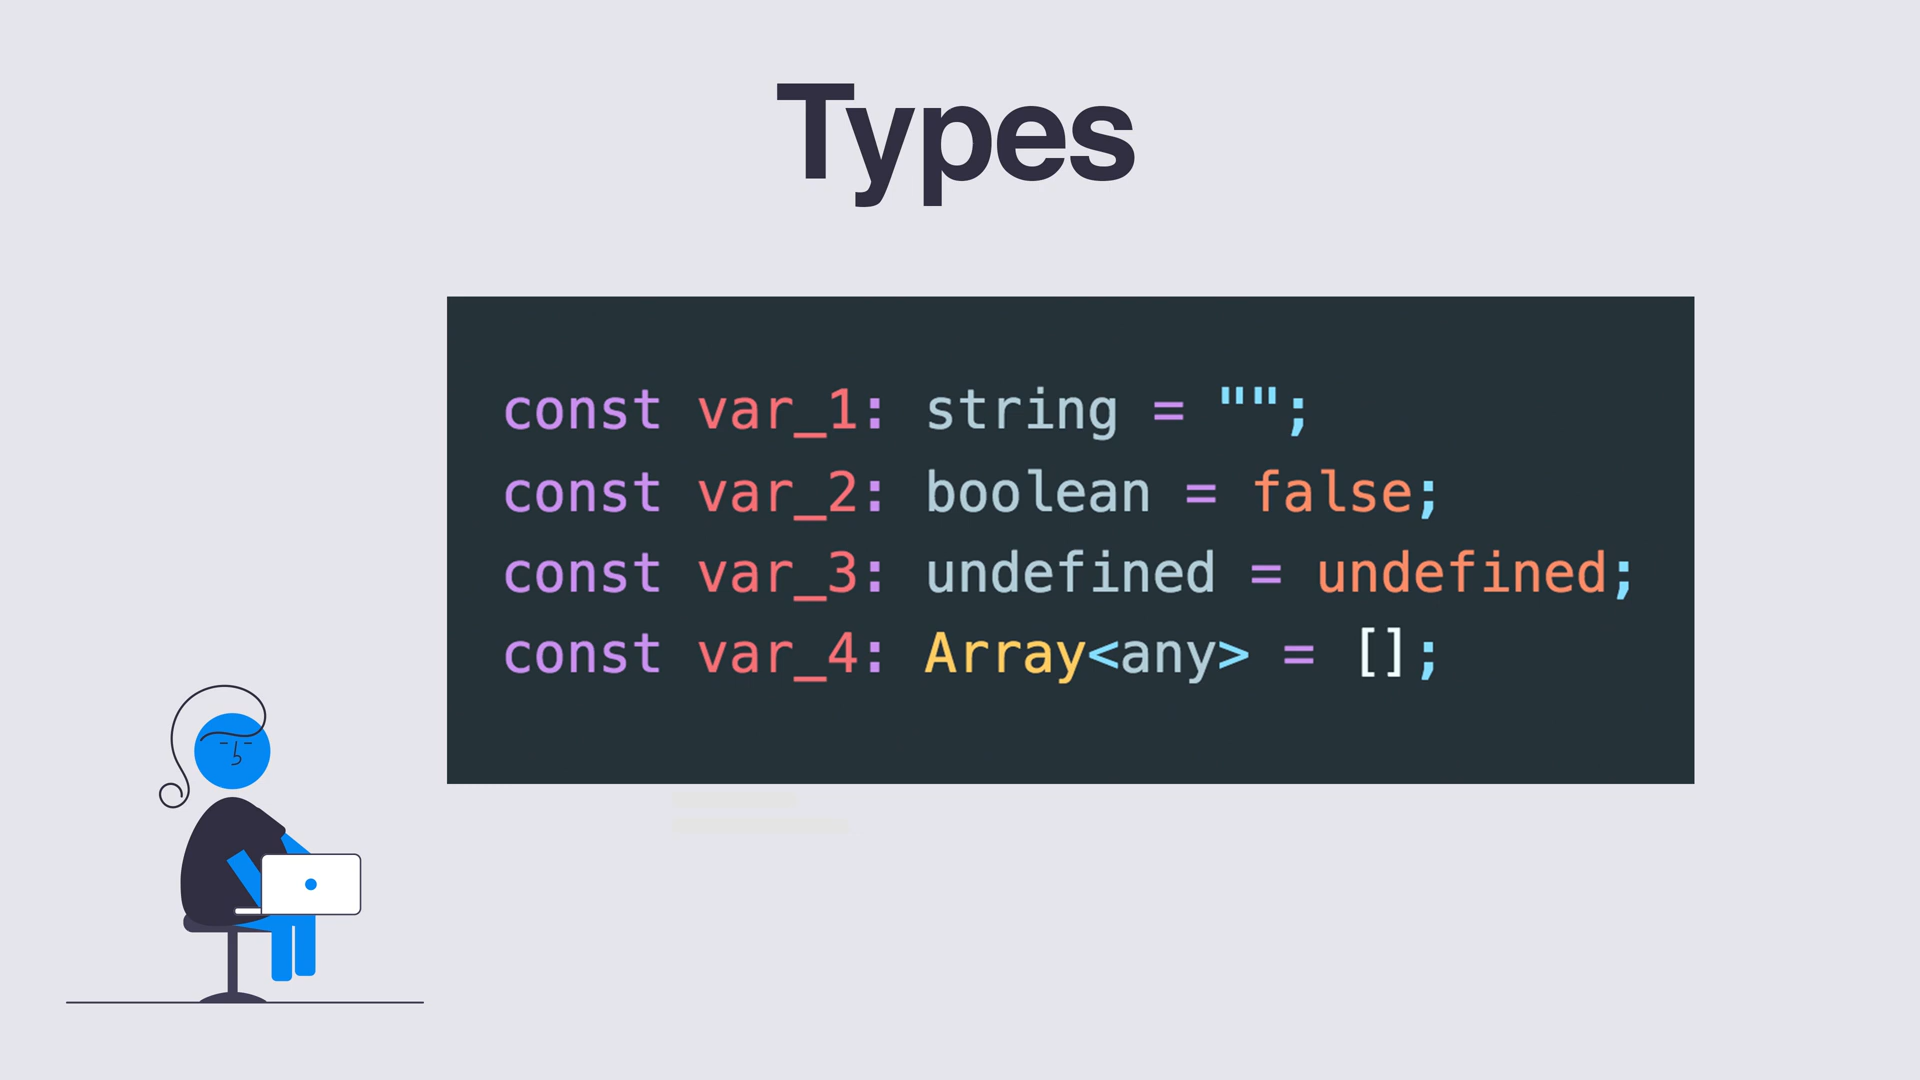 Types
const var_1: string = "";
const var_2: boolean = false;
const var_3: undefined = undefined;
const var_4: Array<any> = [];